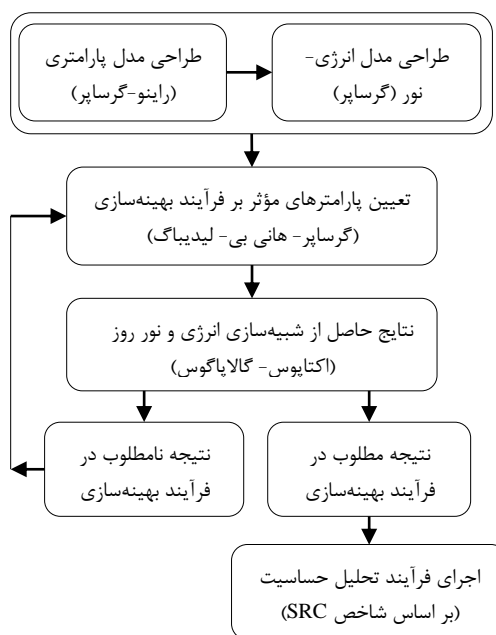 طراحی مدل پارامتری
(راینو-گرساپر)
طراحی مدل انرژی-
نور (گرساپر)
تعیین پارامترهای مؤثر بر فرآیند بهینه‌سازی
(گرساپر- هانی بی- لیدیباگ)
نتایج حاصل از شبیه‌سازی انرژی و نور روز
(اکتاپوس- گالاپاگوس)
نتیجه مطلوب در
فرآیند بهینه‌سازی
نتیجه نامطلوب در
فرآیند بهینه‌سازی
اجرای فرآیند تحلیل حساسیت
(بر اساس شاخص SRC)